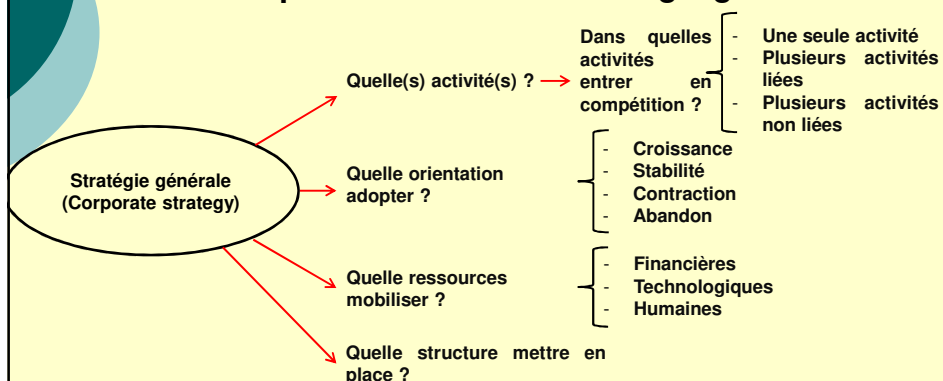 Stratégie générale
(Corporate strategy)
Quelle(s) activité(s) ?
Dans quelles
activités
entrer en
compétition ?
- Une seule activité
- Plusieurs activités
liées
- Plusieurs activités
non liées
Quelle orientation
adopter ?
- Croissance
- Stabilité
- Contraction
- Abandon
Quelle ressources
mobiliser ?
- Financières
- Technologiques
- Humaines
Quelle structure mettre en
place ?